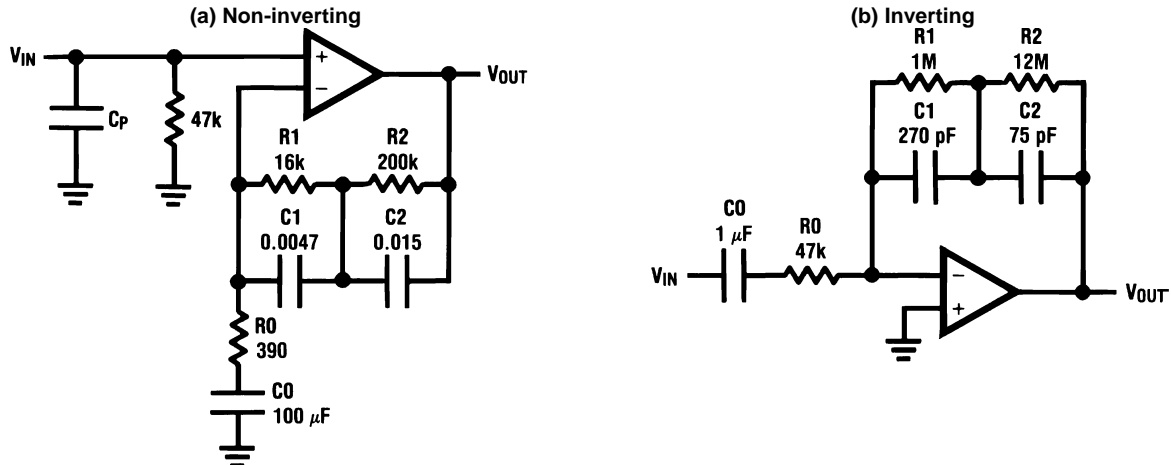 (a) Non-inverting
VIN
+
−
VOUT
CP
47k
R1
16k
R2
200k
C1
0.0047
C2
0.015
R0
390
C0
100 µF
(b) Inverting
R1
1M
R2
12M
C1
270 pF
C2
75 pF
C0
1 µF
R0
47k
VIN
−
+
VOUT